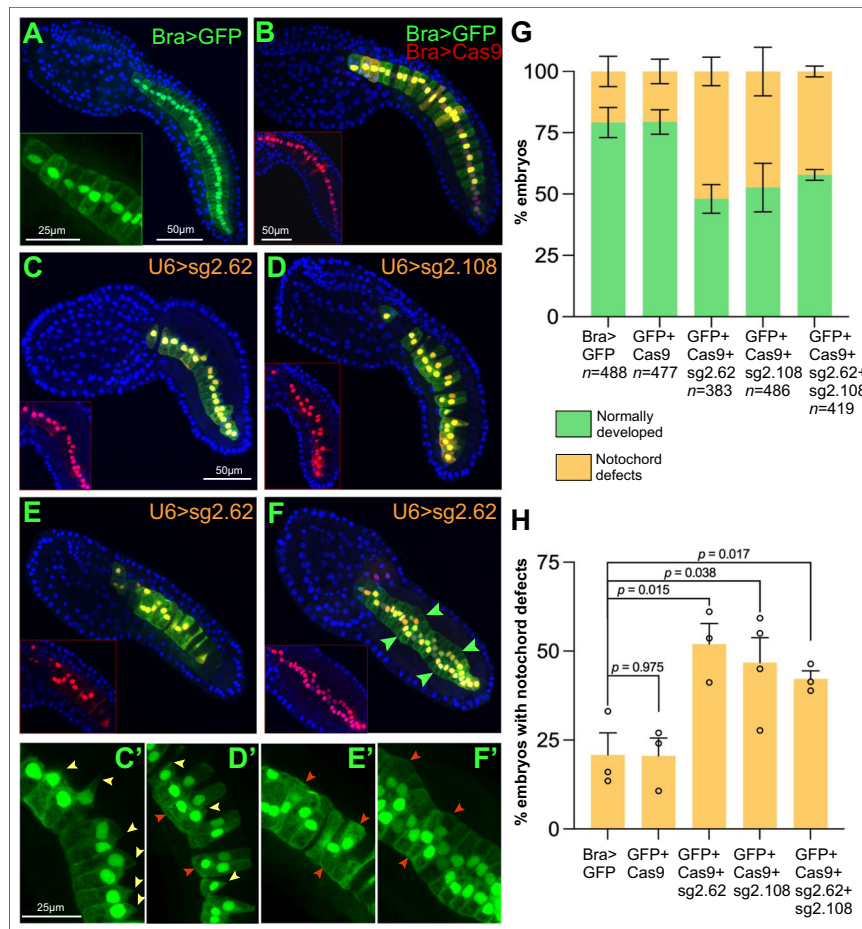 A
Bra>GFP
25µm
50µm
B
Bra>GFP
Bra>Cas9
50µm
C
U6>sg2.62
50µm
D
U6>sg2.108
E
U6>sg2.62
F
U6>sg2.62
C’
25µm
D’
E’
F’
G
% embryos
100
75
50
25
0
Bra>
GFP
n=488
GFP+
Cas9
n=477
GFP+
Cas9+
sg2.62
n=383
GFP+
Cas9+
sg2.108
n=486
GFP+
Cas9+
sg2.62+
sg2.108
n=419
Normally
developed
Notochord
defects
H
% embryos with notochord defects
75
50
25
0
p = 0.017
p = 0.038
p = 0.015
p = 0.975
Bra>
GFP
GFP+
Cas9
GFP+
Cas9+
sg2.62
GFP+
Cas9+
sg2.108
GFP+
Cas9+
sg2.62+
sg2.108